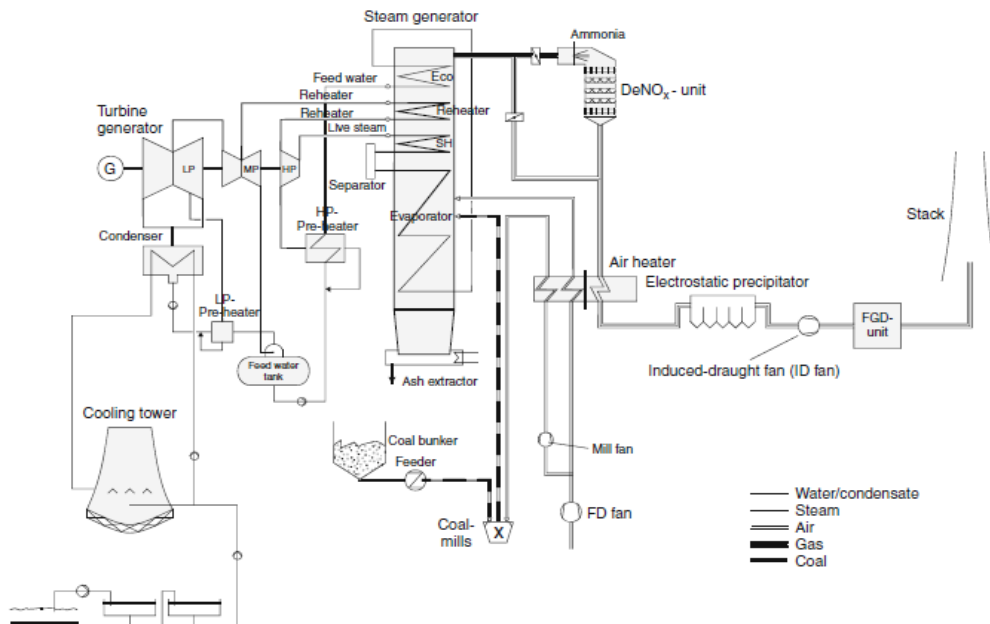 Steam generator
Ammonia
Eco
Feed water
DeNOx - unit
Reheater
Reheater
Reheater
Turbine
generator
Live steam
SH
G
LP
MP
HP
Separator
HP-
Pre-heater
Evaporator
Stack
Condenser
Air heater
Electrostatic precipitator
LP-
Pre-heater
FGD-
unit
Feed water
tank
Induced-draught fan (ID fan)
Ash extractor
Cooling tower
Coal bunker
Mill fan
Feeder
FD fan
Coal-
mills
X
Water/condensate
Steam
Air
Gas
Coal